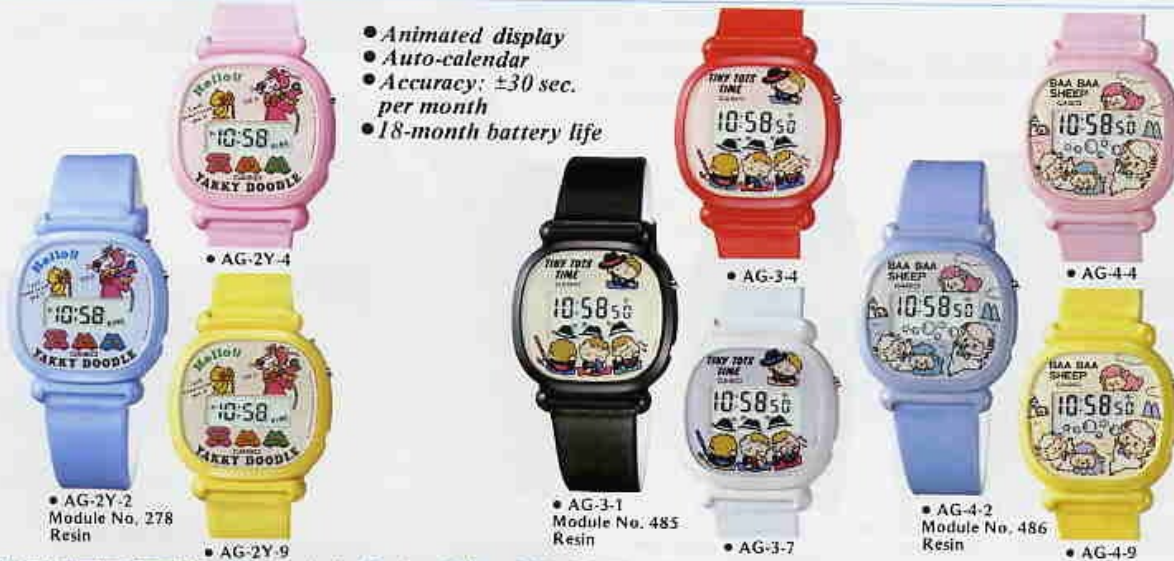 • Animated display
• Auto-calendar
• Accuracy: ±30 sec.
per month
• 18-month battery life
Hello!!
10:58
CASIO
YAKKY DOODLE
• AG-2Y-4
Hello!!
10:58
CASIO
YAKKY DOODLE
• AG-2Y-2
Module No. 278
Resin
Hello!!
10:58
CASIO
YAKKY DOODLE
• AG-2Y-9
TINY TOTS
TIME
CASIO
10:58 50
• AG-3-4
TINY TOTS
TIME
CASIO
10:58 50
• AG-3-1
Module No. 485
Resin
TINY TOTS
TIME
CASIO
10:58 50
• AG-3-7
BAA BAA
SHEEP
CASIO
10:58 50
• AG-4-4
BAA BAA
SHEEP
CASIO
10:58 50
• AG-4-2
Module No. 486
Resin
BAA BAA
SHEEP
CASIO
10:58 50
• AG-4-9